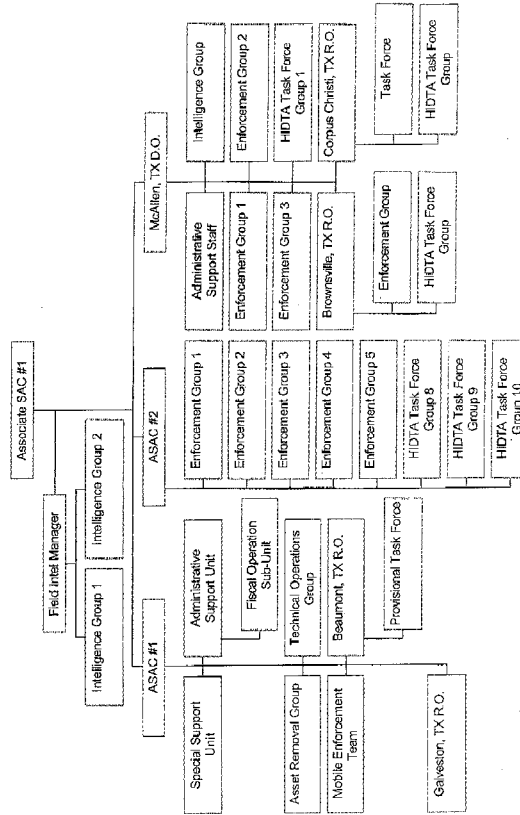 Associate SAC #1
Field Intel Manager
Intelligence Group 1
Intelligence Group 2
ASAC #1
Special Support
Unit
Administrative
Support Unit
Fiscal Operation
Sub-Unit
Asset Removal Group
Technical Operations
Group
Mobile Enforcement
Team
Beaumont, TX R.O.
Provisional Task Force
Galveston, TX R.O.
ASAC #2
Enforcement Group 1
Enforcement Group 2
Enforcement Group 3
Enforcement Group 4
Enforcement Group 5
HIDTA Task Force
Group 8
HIDTA Task Force
Group 9
HIDTA Task Force
Group 10
McAllen, TX D.O.
Administrative
Support Staff
Intelligence Group
Enforcement Group 1
Enforcement Group 2
Enforcement Group 3
HIDTA Task Force
Group 1
Brownsville, TX R.O.
Corpus Christi, TX R.O.
Enforcement Group
HIDTA Task Force
Group
Task Force
HIDTA Task Force
Group